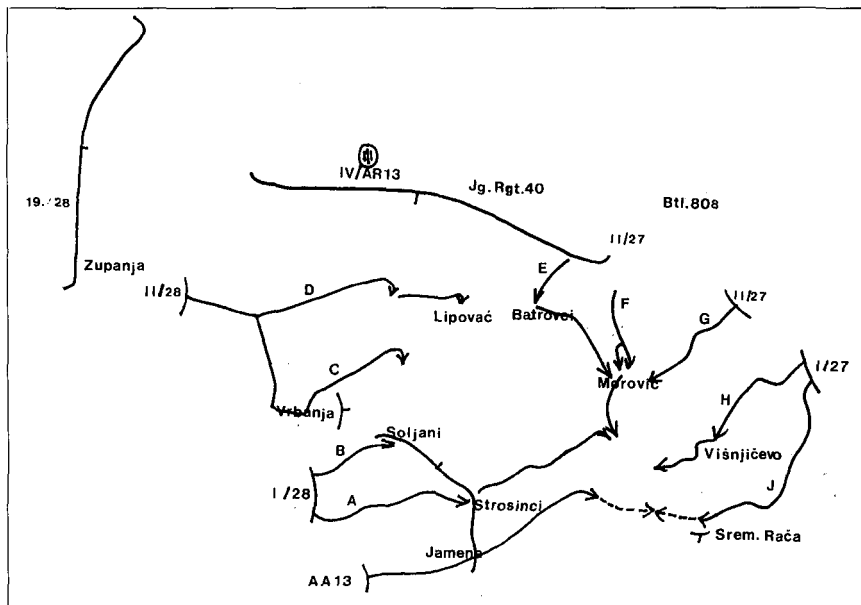 IV/AR13
Jg.Rgt.40
Btl.808
19./28
II/27
Zupanja
E
II/28
D
F
II/27
Lipovać
Batrovci
G
C
I/27
Morović
H
Vrbanja
Soljani
Višnjićevo
B
J
I/28
A
Strosinci
Srem. Rača
Jamena
AA13